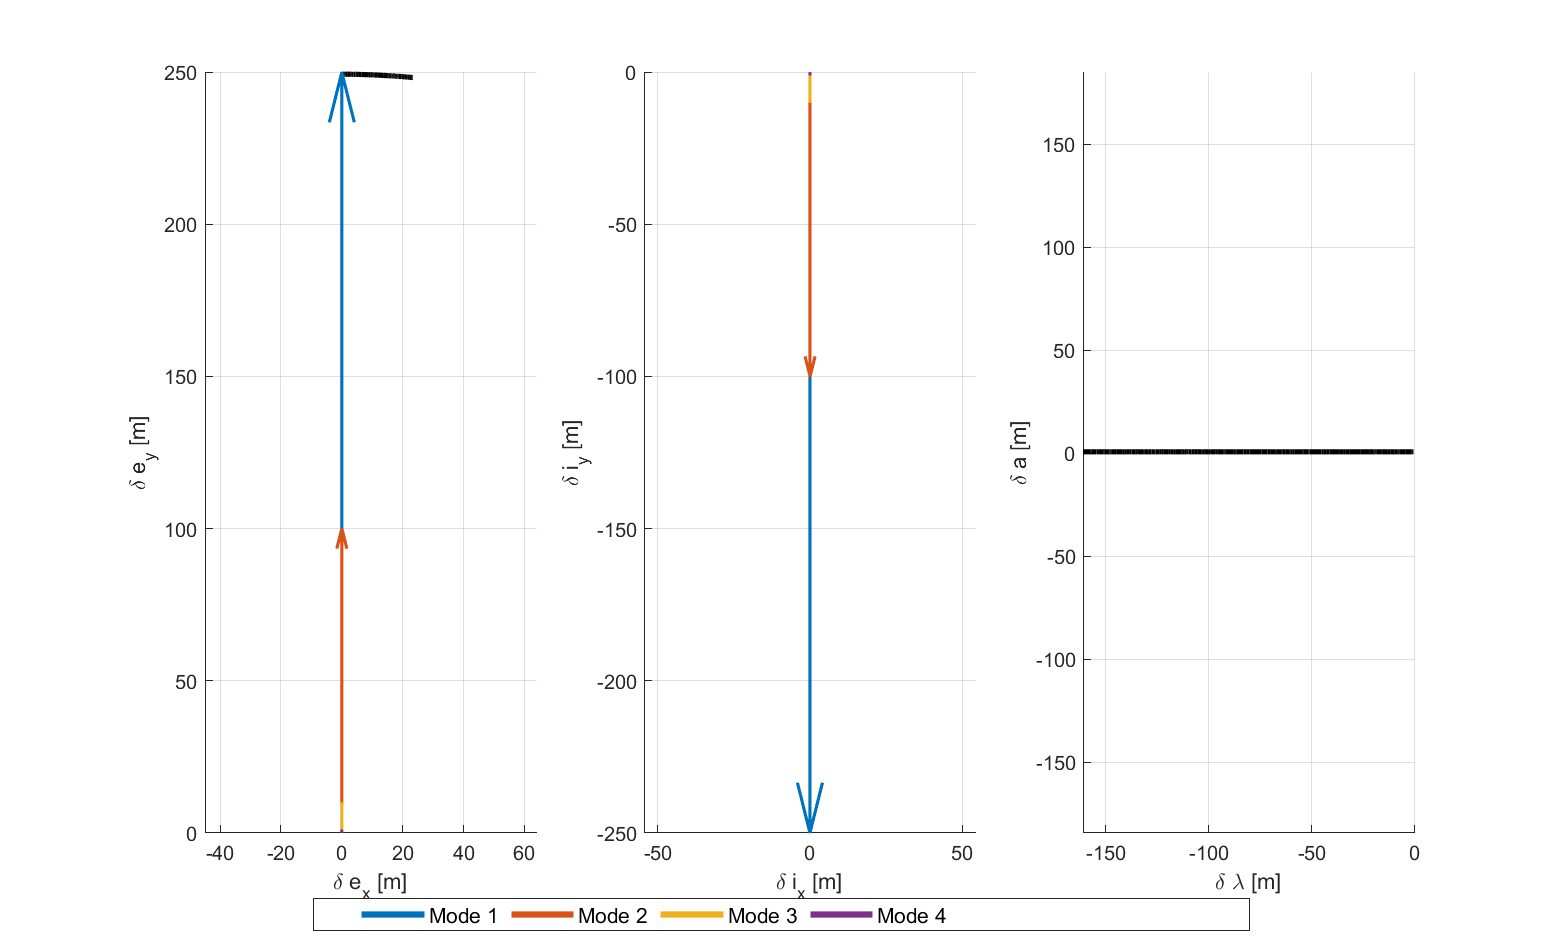 250
200
150
100
50
0
δ e_y [m]
-40 -20 0 20 40 60
δ e_x [m]
0
-50
-100
-150
-200
-250
δ i_y [m]
-50 0 50
δ i_x [m]
150
100
50
0
-50
-100
-150
δ a [m]
-150 -100 -50 0
δ λ [m]
Mode 1 Mode 2 Mode 3 Mode 4